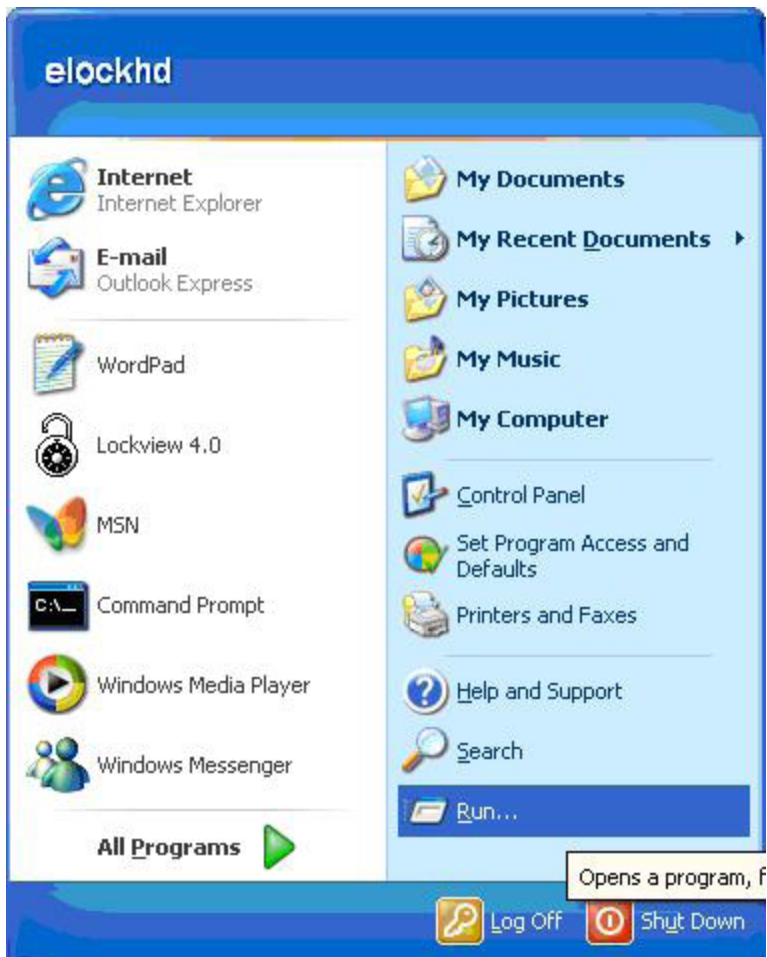 elockhd
Internet
Internet Explorer
E-mail
Outlook Express
WordPad
Lockview 4.0
MSN
C:\_
Command Prompt
Windows Media Player
Windows Messenger
All Programs
My Documents
My Recent Documents
My Pictures
My Music
My Computer
Control Panel
Set Program Access and
Defaults
Printers and Faxes
Help and Support
Search
Run...
Opens a program, f
Log Off
Shut Down